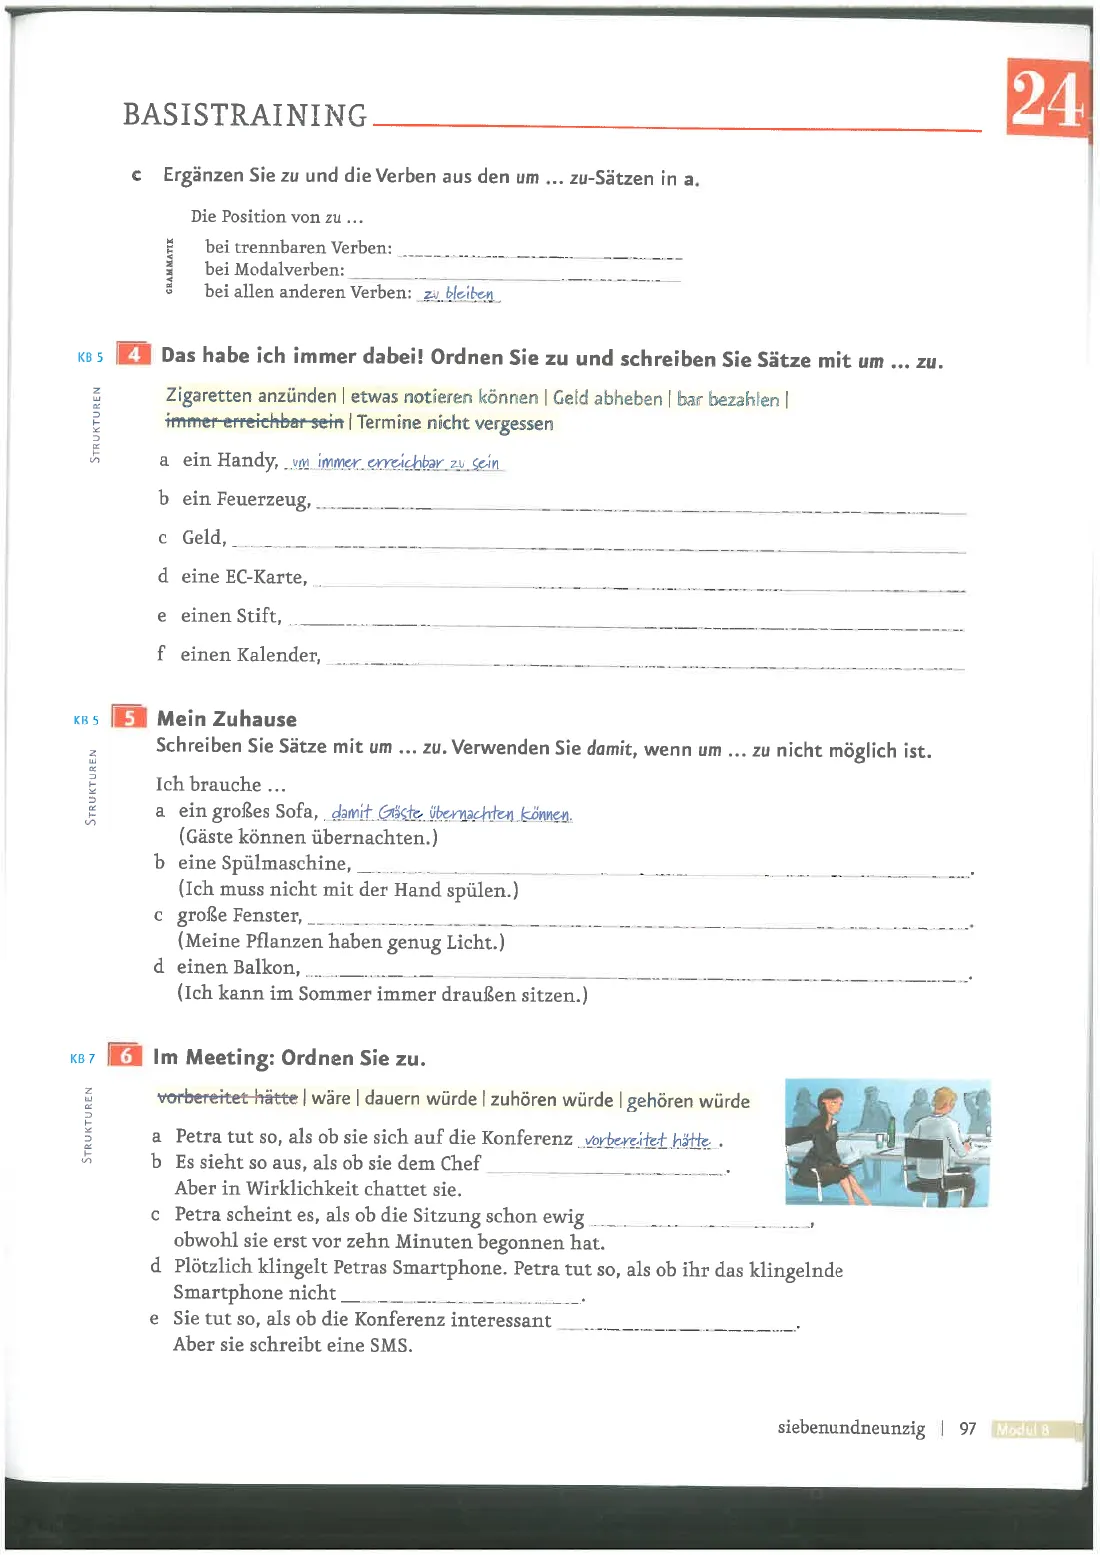 24
BASISTRAINING
c Ergänzen Sie zu und die Verben aus den um ... zu-Sätzen in a.
Die Position von zu ...
GRAMMATIK
bei trennbaren Verben:
bei Modalverben:
bei allen anderen Verben: zu bleiben
KB 5 4 Das habe ich immer dabei! Ordnen Sie zu und schreiben Sie Sätze mit um ... zu.
STRUKTUREN
Zigaretten anzünden | etwas notieren können | Geld abheben | bar bezahlen |
immer erreichbar sein | Termine nicht vergessen
a ein Handy, um immer erreichbar zu sein
b ein Feuerzeug,
c Geld,
d eine EC-Karte,
e einen Stift,
f einen Kalender,
KB 5 5 Mein Zuhause
STRUKTUREN
Schreiben Sie Sätze mit um ... zu. Verwenden Sie damit, wenn um ... zu nicht möglich ist.
Ich brauche ...
a ein großes Sofa, damit Gäste übernachten können.
(Gäste können übernachten.)
b eine Spülmaschine, .
(Ich muss nicht mit der Hand spülen.)
c große Fenster, .
(Meine Pflanzen haben genug Licht.)
d einen Balkon, .
(Ich kann im Sommer immer draußen sitzen.)
KB 7 6 Im Meeting: Ordnen Sie zu.
STRUKTUREN
vorbereitet hätte | wäre | dauern würde | zuhören würde | gehören würde
a Petra tut so, als ob sie sich auf die Konferenz vorbereitet hätte .
b Es sieht so aus, als ob sie dem Chef .
Aber in Wirklichkeit chattet sie.
c Petra scheint es, als ob die Sitzung schon ewig ,
obwohl sie erst vor zehn Minuten begonnen hat.
d Plötzlich klingelt Petras Smartphone. Petra tut so, als ob ihr das klingelnde
Smartphone nicht .
e Sie tut so, als ob die Konferenz interessant .
Aber sie schreibt eine SMS.
siebenundneunzig | 97 Modul 8